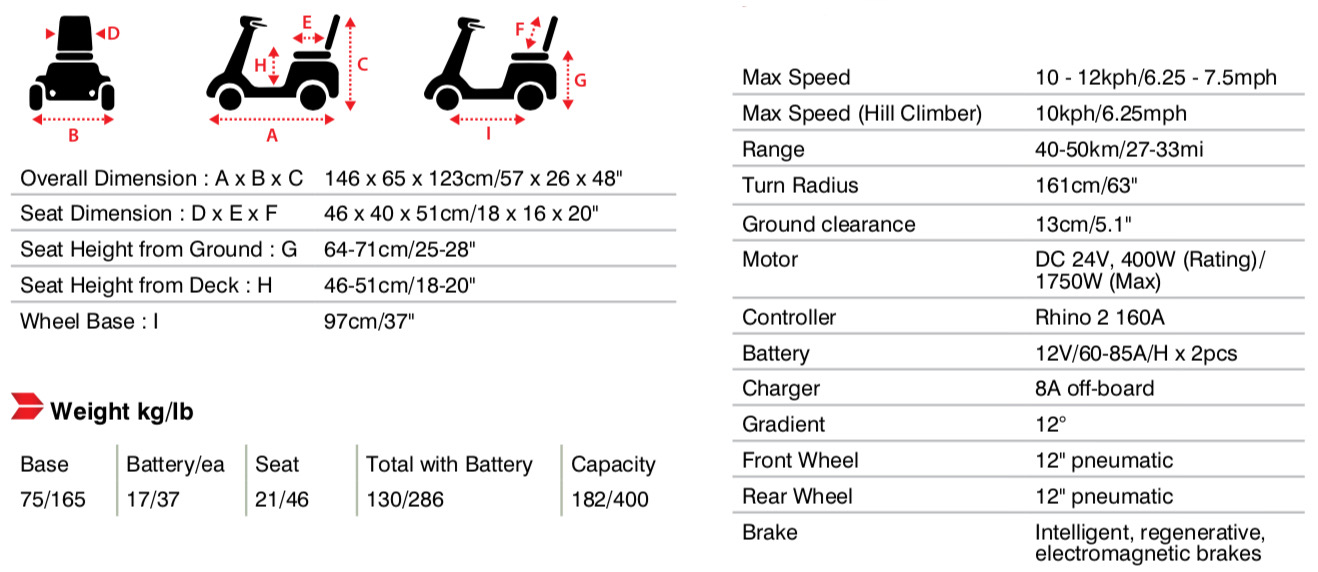 D
B
E
H
C
A
F
G
I
Overall Dimension : A x B x C 146 x 65 x 123cm/57 x 26 x 48"
Seat Dimension : D x E x F 46 x 40 x 51cm/18 x 16 x 20"
Seat Height from Ground : G 64-71cm/25-28"
Seat Height from Deck : H 46-51cm/18-20"
Wheel Base : I 97cm/37"
Weight kg/lb
Base Battery/ea Seat Total with Battery Capacity
75/165 17/37 21/46 130/286 182/400
Max Speed 10 - 12kph/6.25 - 7.5mph
Max Speed (Hill Climber) 10kph/6.25mph
Range 40-50km/27-33mi
Turn Radius 161cm/63"
Ground clearance 13cm/5.1"
Motor DC 24V, 400W (Rating)/
1750W (Max)
Controller Rhino 2 160A
Battery 12V/60-85A/H x 2pcs
Charger 8A off-board
Gradient 12°
Front Wheel 12" pneumatic
Rear Wheel 12" pneumatic
Brake Intelligent, regenerative,
electromagnetic brakes